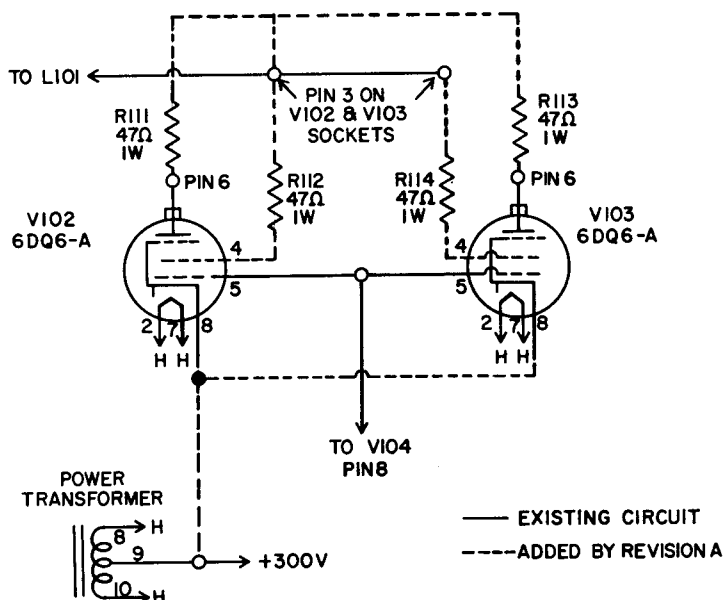 TO L101
R111
47Ω
1W
PIN 3 ON
V102 & V103
SOCKETS
R113
47Ω
1W
PIN 6
R112
47Ω
1W
R114
47Ω
1W
PIN 6
V102
6DQ6-A
4
5
2
7
8
H H
V103
6DQ6-A
4
5
2
7
8
H H
TO V104
PIN 8
POWER
TRANSFORMER
8
H
9
+300V
10
H
EXISTING CIRCUIT
ADDED BY REVISION A